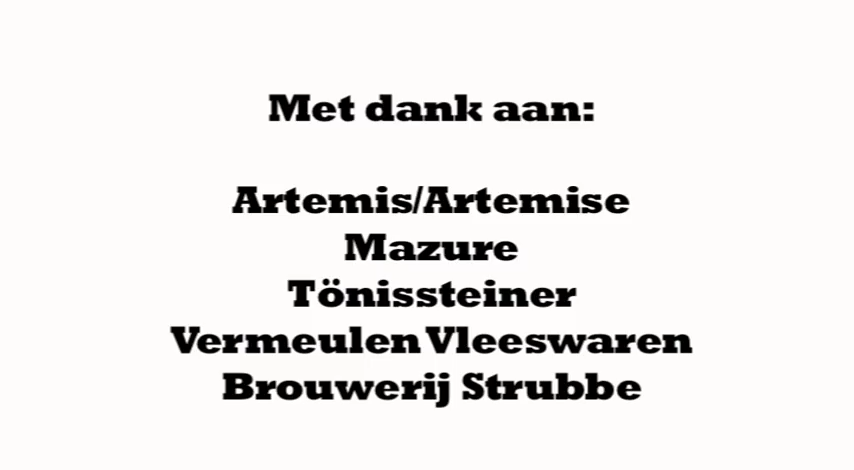 Met dank aan:
Artemis/Artemise
Mazure
Tönissteiner
Vermeulen Vleeswaren
Brouwerij Strubbe